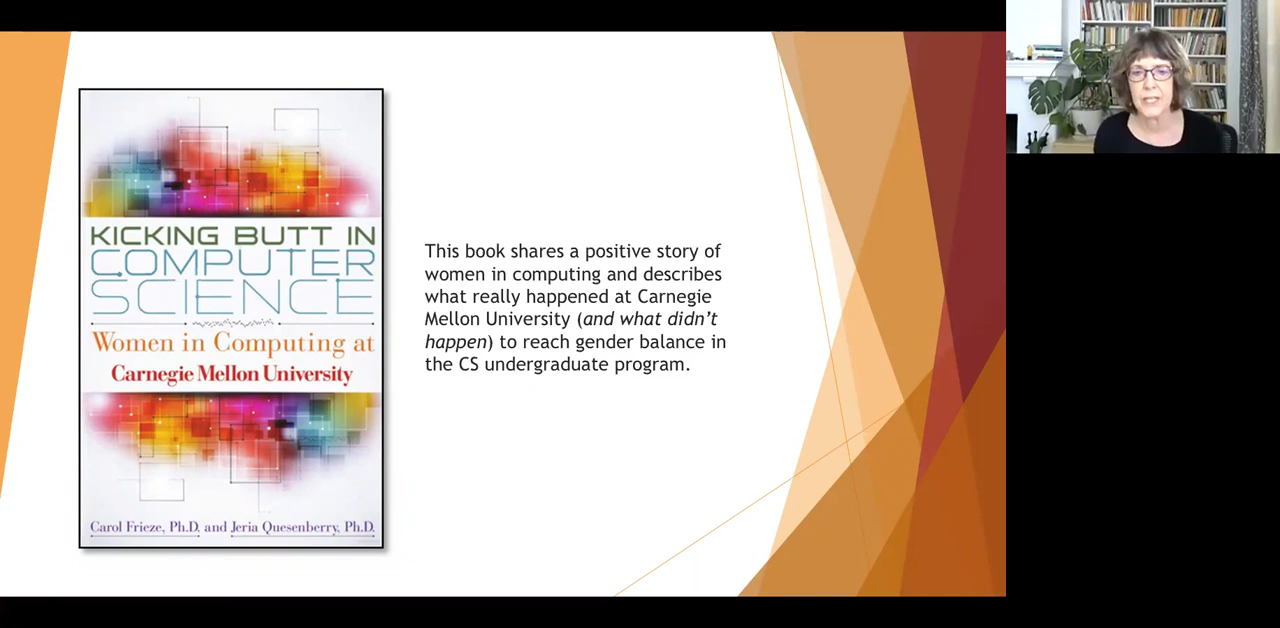 KICKING BUTT IN
COMPUTER
SCIENCE
Women in Computing at
Carnegie Mellon University
Carol Frieze, Ph.D. and Jeria Quesenberry, Ph.D.
This book shares a positive story of
women in computing and describes
what really happened at Carnegie
Mellon University (and what didn't
happen) to reach gender balance in
the CS undergraduate program.